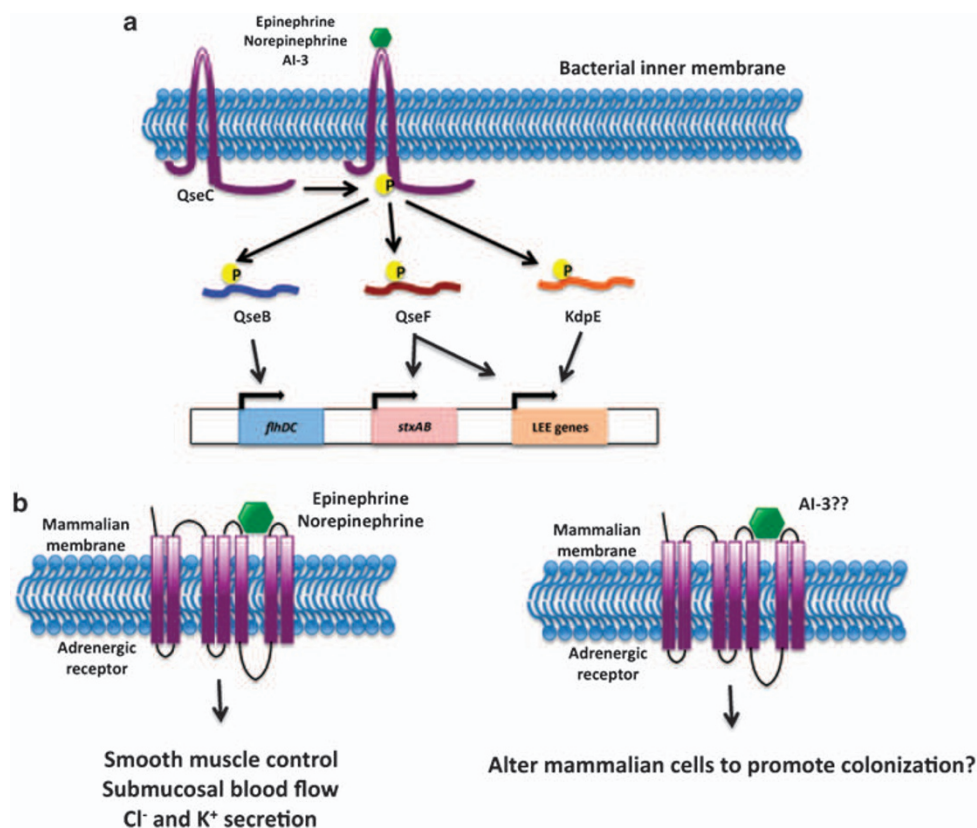 a
Epinephrine
Norepinephrine
AI-3
Bacterial inner membrane
QseC
P
P
P
P
QseB
QseF
KdpE
flhDC
stxAB
LEE genes
b
Mammalian
membrane
Epinephrine
Norepinephrine
Adrenergic
receptor
Smooth muscle control
Submucosal blood flow
Cl⁻ and K⁺ secretion
Mammalian
membrane
AI-3??
Adrenergic
receptor
Alter mammalian cells to promote colonization?